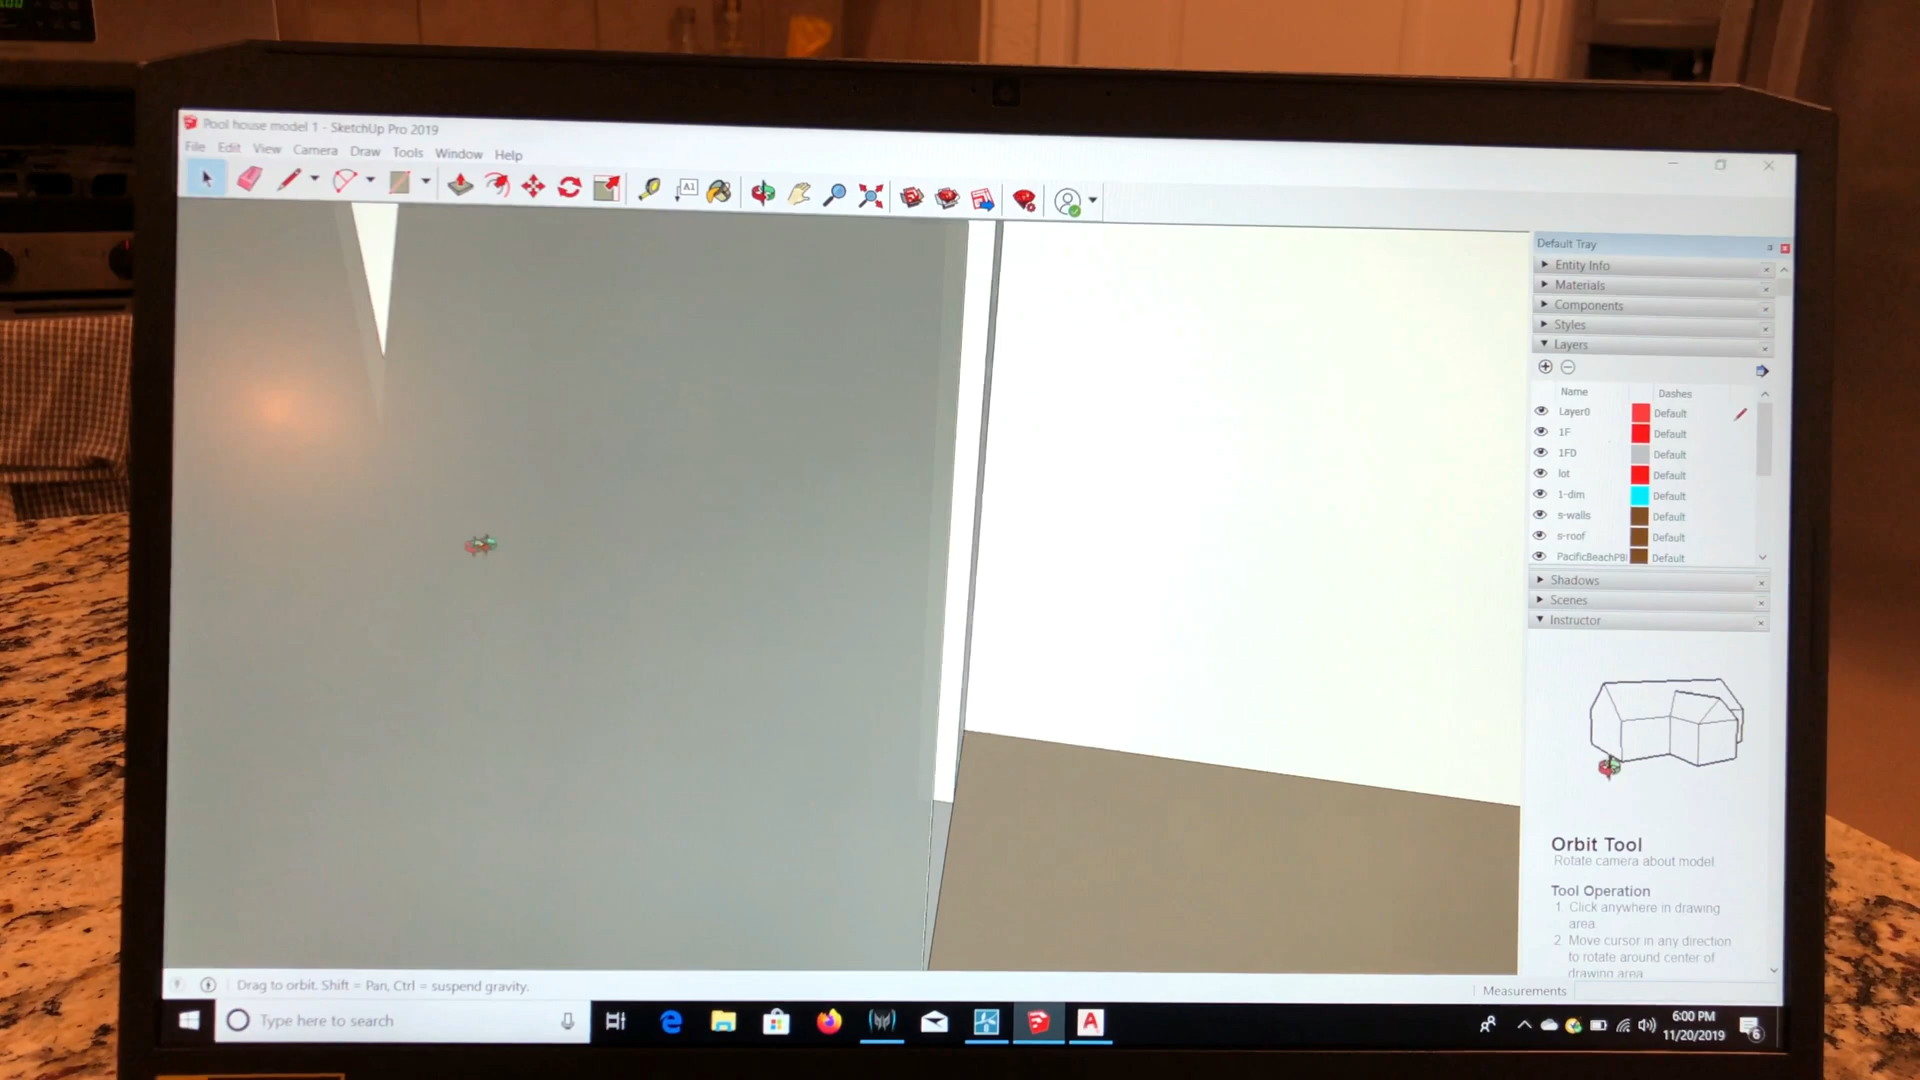 Pool house model 1 - SketchUp Pro 2019
File Edit View Camera Draw Tools Window Help
A1
Default Tray
Entity Info
Materials
Components
Styles
Layers
Name Dashes
Layer0 Default
1F Default
1FD Default
lot Default
1-dim Default
s-walls Default
s-roof Default
PacificBeachPB Default
Shadows
Scenes
Instructor
Orbit Tool
Rotate camera about model
Tool Operation
1 Click anywhere in drawing
area
2. Move cursor in any direction
to rotate around center of
drawing area
Drag to orbit. Shift = Pan, Ctrl = suspend gravity.
Measurements
Type here to search
6:00 PM
11/20/2019
6